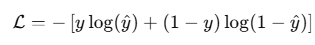 ℒ = − [y log(ŷ) + (1 − y) log(1 − ŷ)]